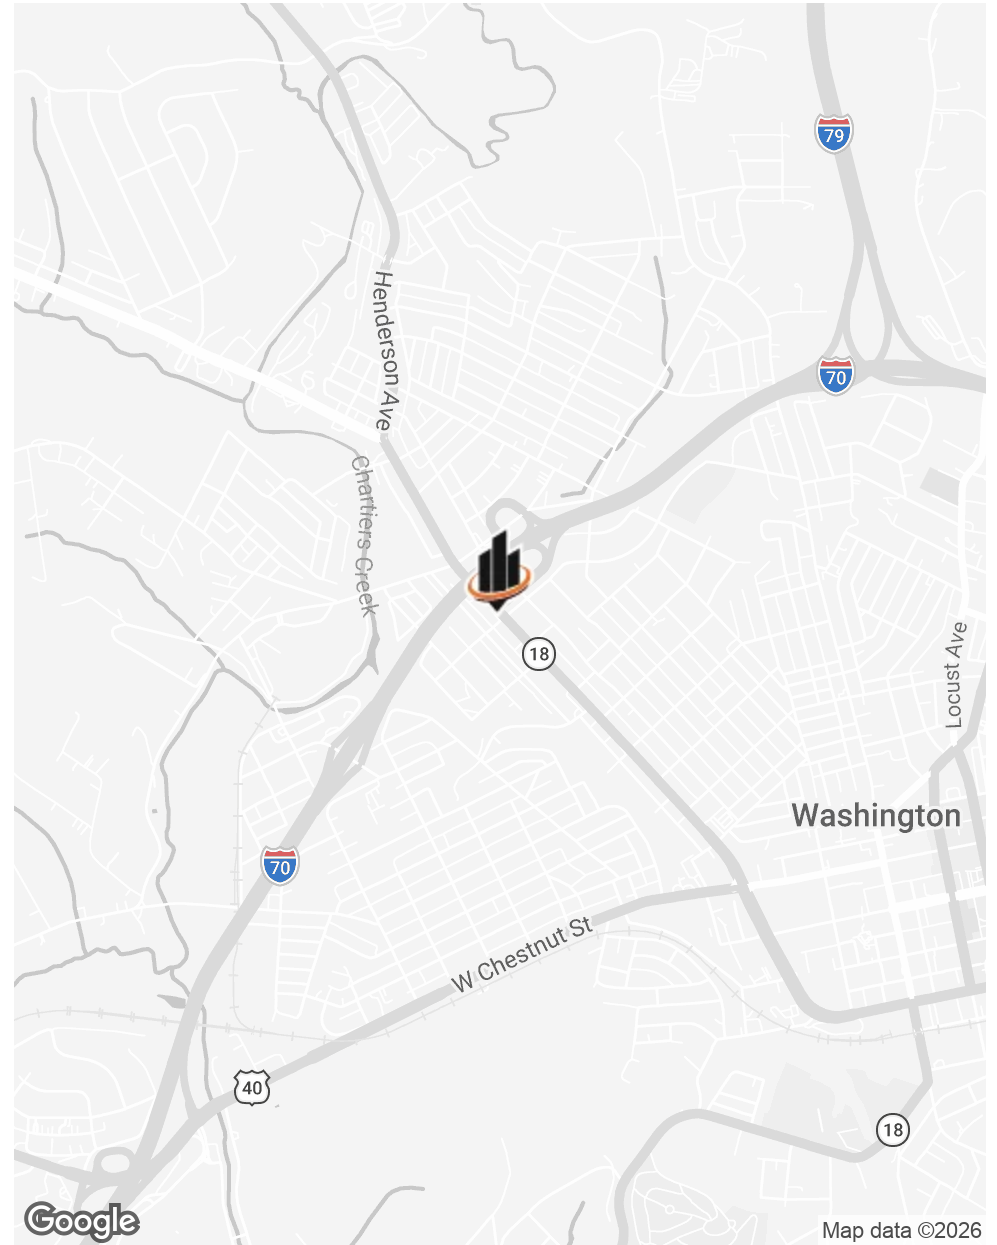 79
Henderson Ave
70
Chartiers Creek
18
Locust Ave
Washington
70
W Chestnut St
40
18
Google
Map data ©2026